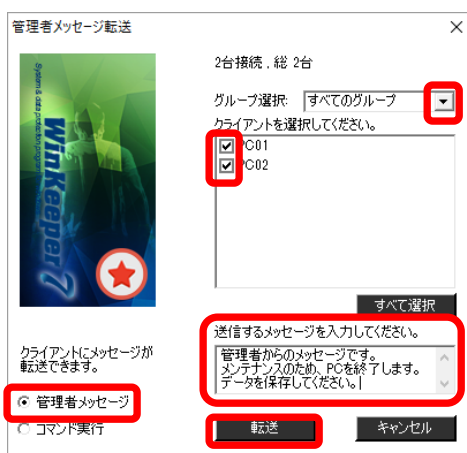 管理者メッセージ転送
2台接続 , 総 2台
グループ選択: すべてのグループ
クライアントを選択してください。
PC01
PC02
System & data protection program
WinKeeper 7
すべて選択
送信するメッセージを入力してください。
管理者からのメッセージです。
メンテナンスのため、PCを終了します。
データを保存してください。
クライアントにメッセージが
転送できます。
管理者メッセージ
コマンド実行
転送
キャンセル